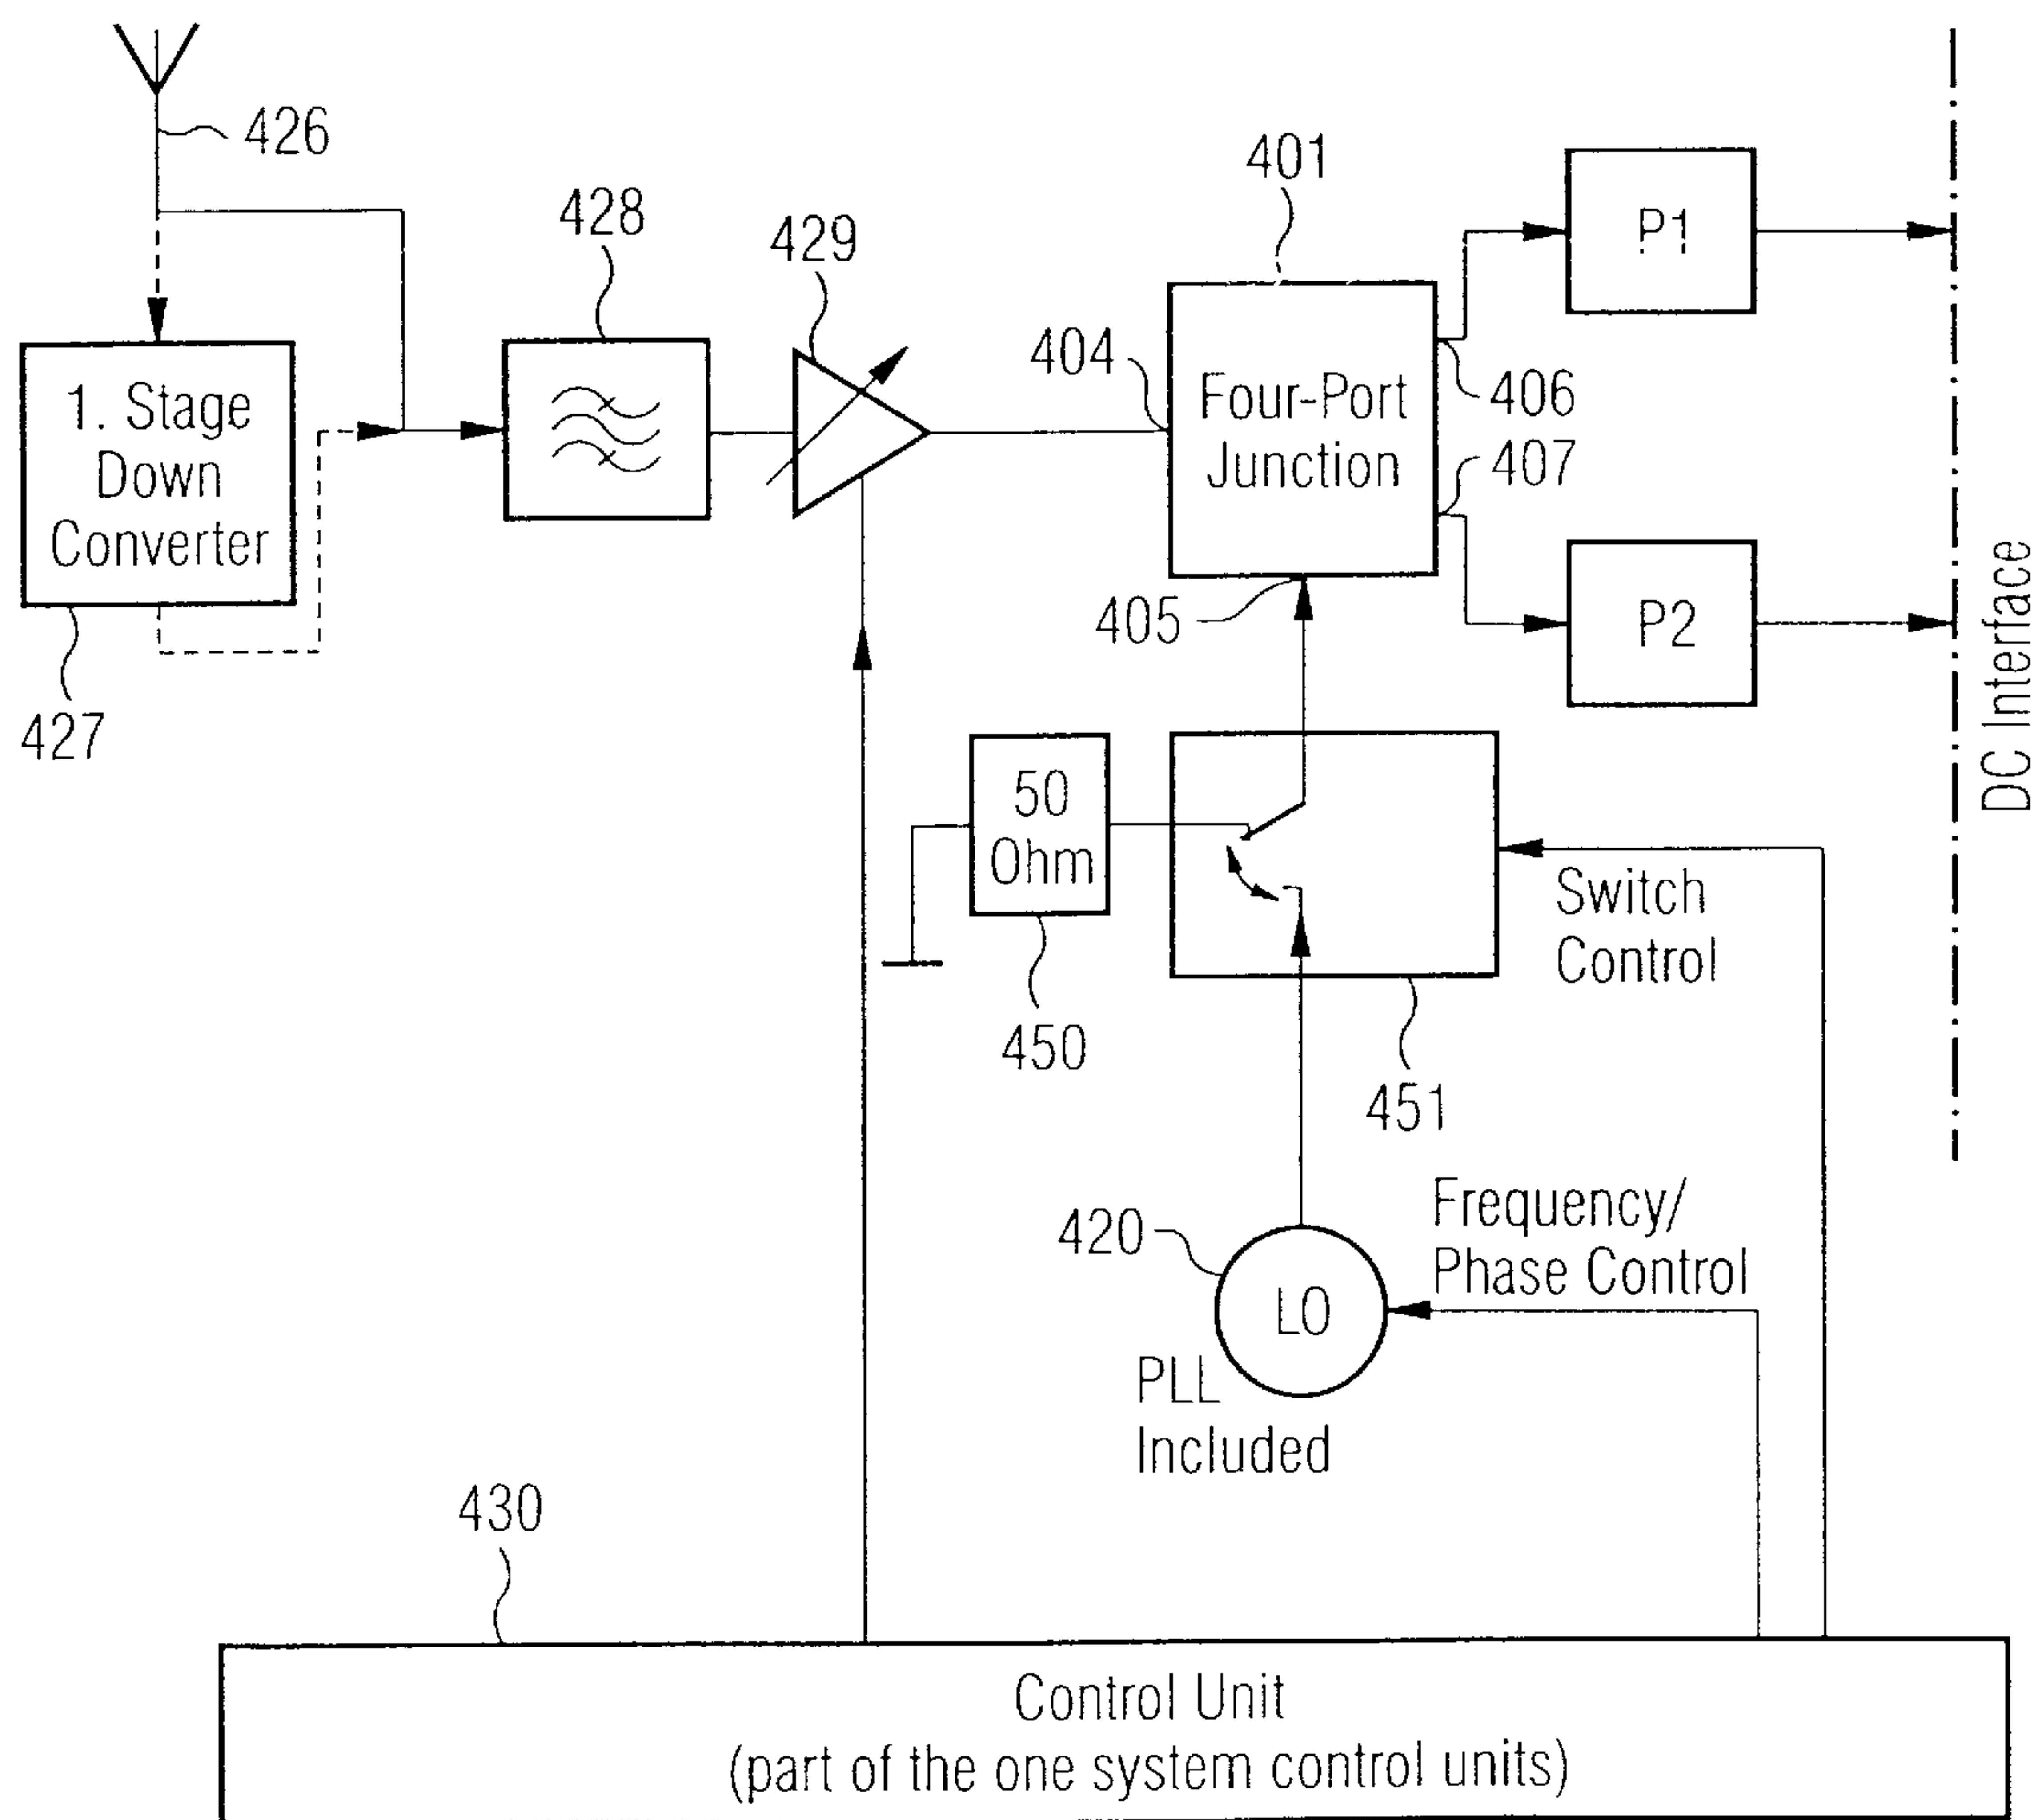 426
401
428
429
P1
404
1. Stage
Down
Converter
Four-Port
Junction
406
407
405
P2
DC Interface
427
50
Ohm
Switch
Control
450
451
420
Frequency/
Phase Control
LO
PLL
Included
430
Control Unit
(part of the one system control units)